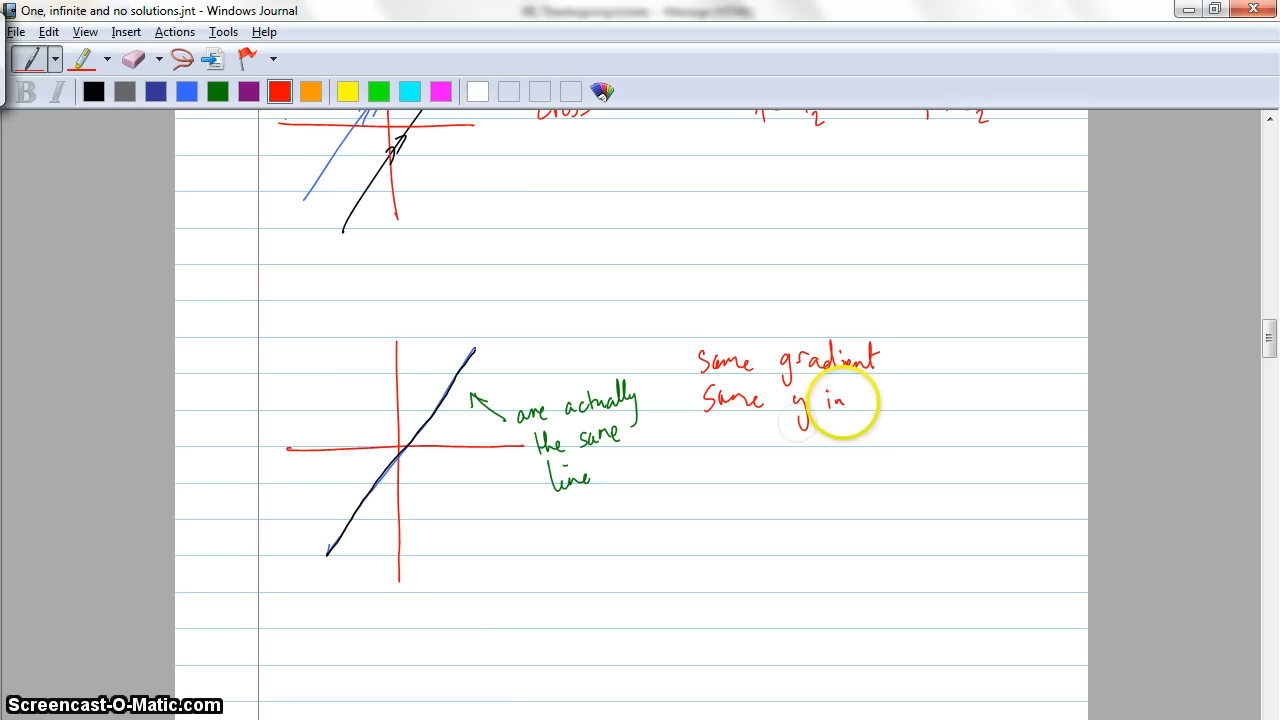 One, infinite and no solutions.jnt - Windows Journal
File Edit View Insert Actions Tools Help
B I
same gradient
are actually
the same
line
same y in
Screencast-O-Matic.com